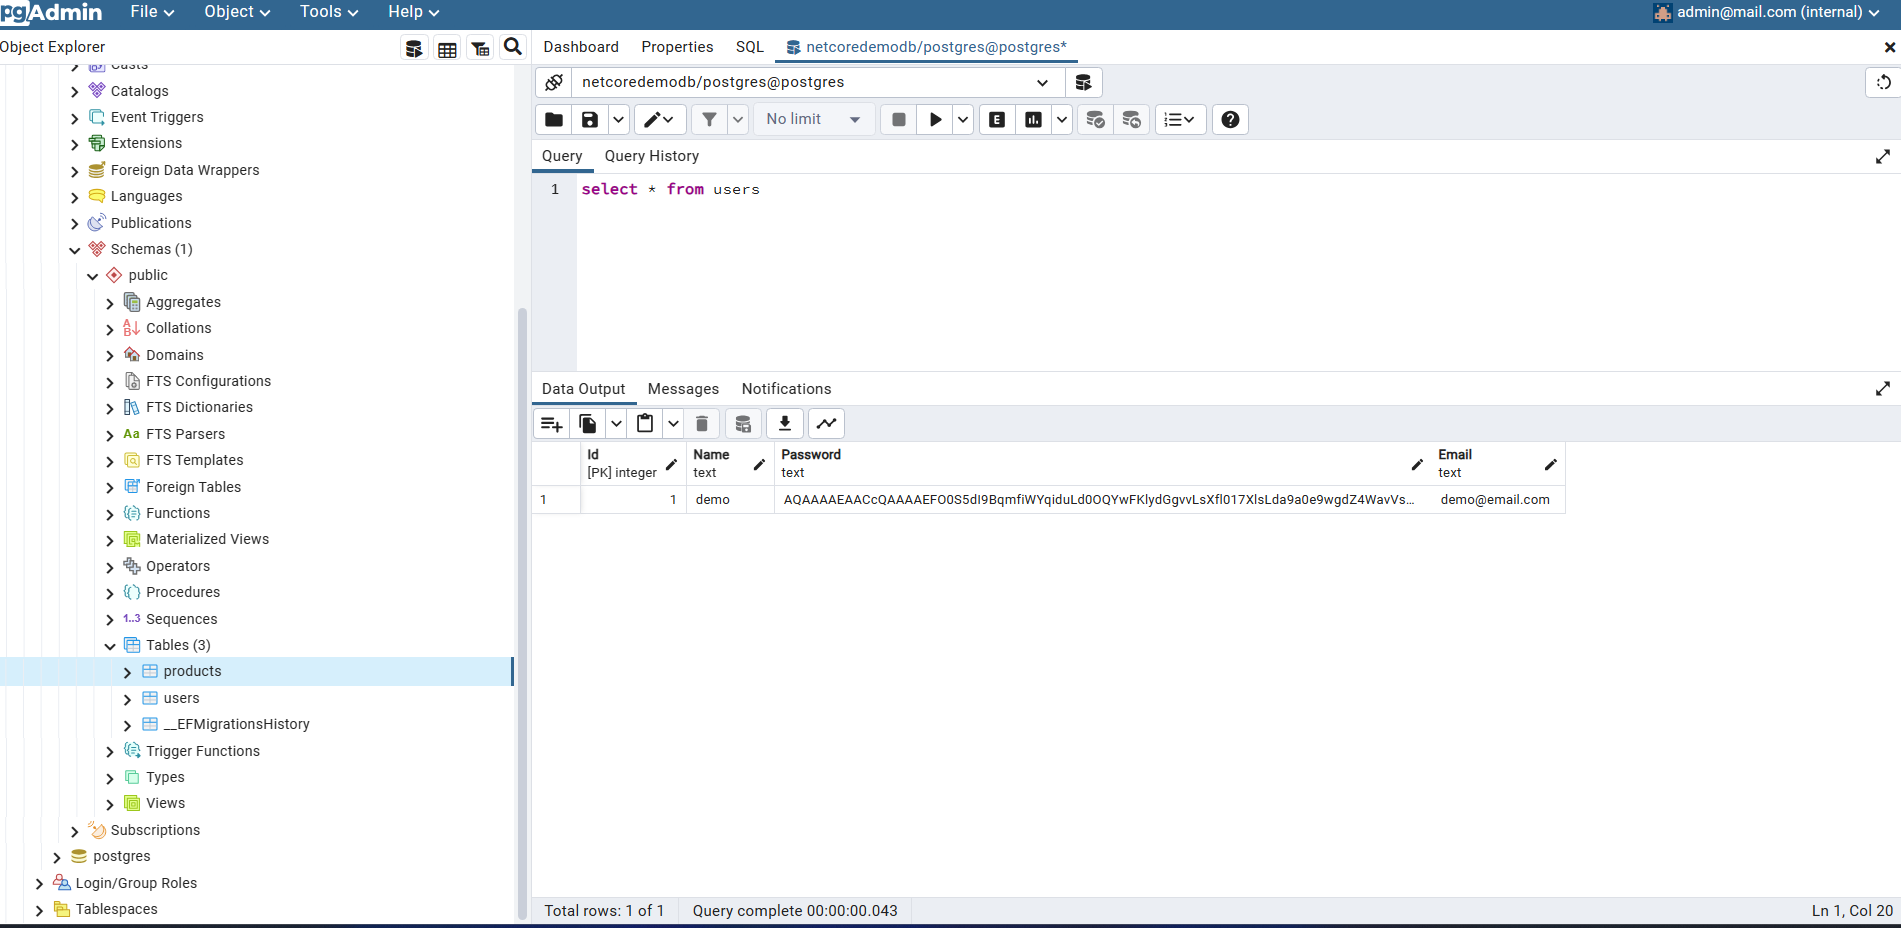 pgAdmin File Object Tools Help admin@mail.com (internal)
Object Explorer
Dashboard Properties SQL netcoredemodb/postgres@postgres*
netcoredemodb/postgres@postgres
No limit
Query Query History
1 select * from users
Casts
Catalogs
Event Triggers
Extensions
Foreign Data Wrappers
Languages
Publications
Schemas (1)
public
Aggregates
Collations
Domains
FTS Configurations
FTS Dictionaries
Aa FTS Parsers
FTS Templates
Foreign Tables
Functions
Materialized Views
Operators
Procedures
1..3 Sequences
Tables (3)
products
users
__EFMigrationsHistory
Trigger Functions
Types
Views
Subscriptions
postgres
Login/Group Roles
Tablespaces
Data Output Messages Notifications
Id Name Password Email
[PK] integer text text text
1 1 demo AQAAAAEAACcQAAAAEFO0S5dI9BqmfiWYqiduLd0OQYwFKlydGgvvLsXfl017XlsLda9a0e9wgdZ4WavVs... demo@email.com
Total rows: 1 of 1 Query complete 00:00:00.043 Ln 1, Col 20